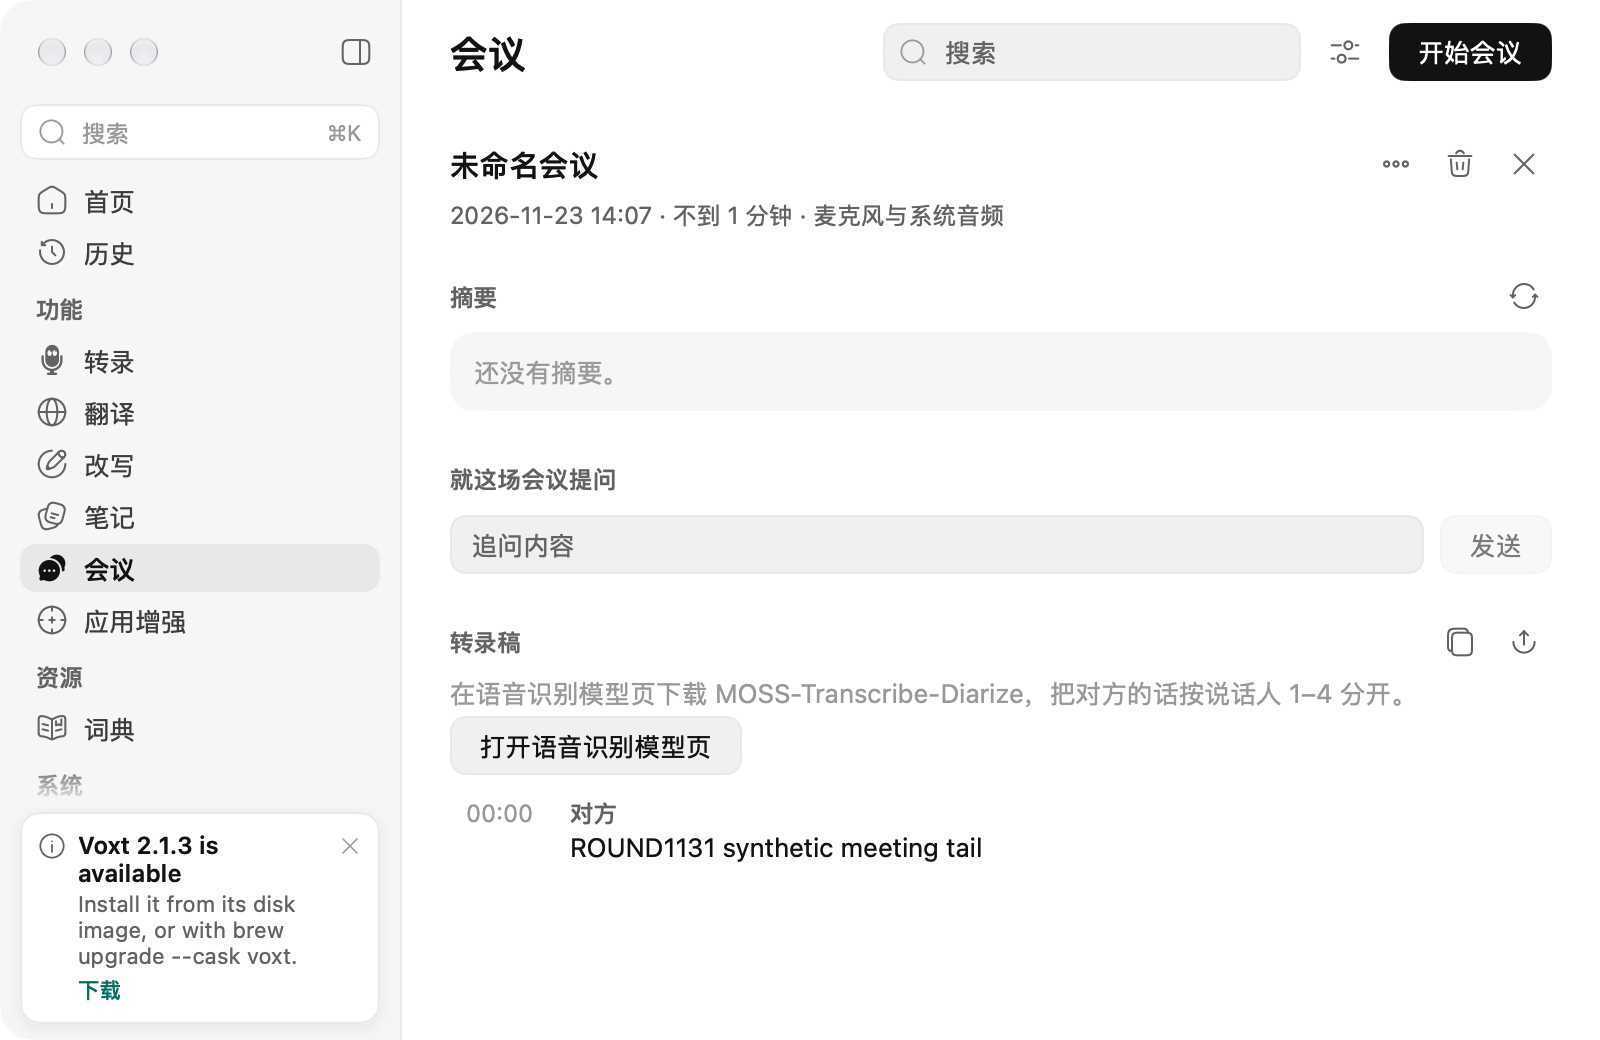 搜索 ⌘K
首页
历史
功能
转录
翻译
改写
笔记
会议
应用增强
资源
词典
系统
Voxt 2.1.3 is
available
Install it from its disk
image, or with brew
upgrade --cask voxt.
下载
会议
搜索
开始会议
未命名会议
2026-11-23 14:07 · 不到 1 分钟 · 麦克风与系统音频
摘要
还没有摘要。
就这场会议提问
追问内容
发送
转录稿
在语音识别模型页下载 MOSS-Transcribe-Diarize，把对方的话按说话人 1–4 分开。
打开语音识别模型页
00:00 对方
ROUND1131 synthetic meeting tail